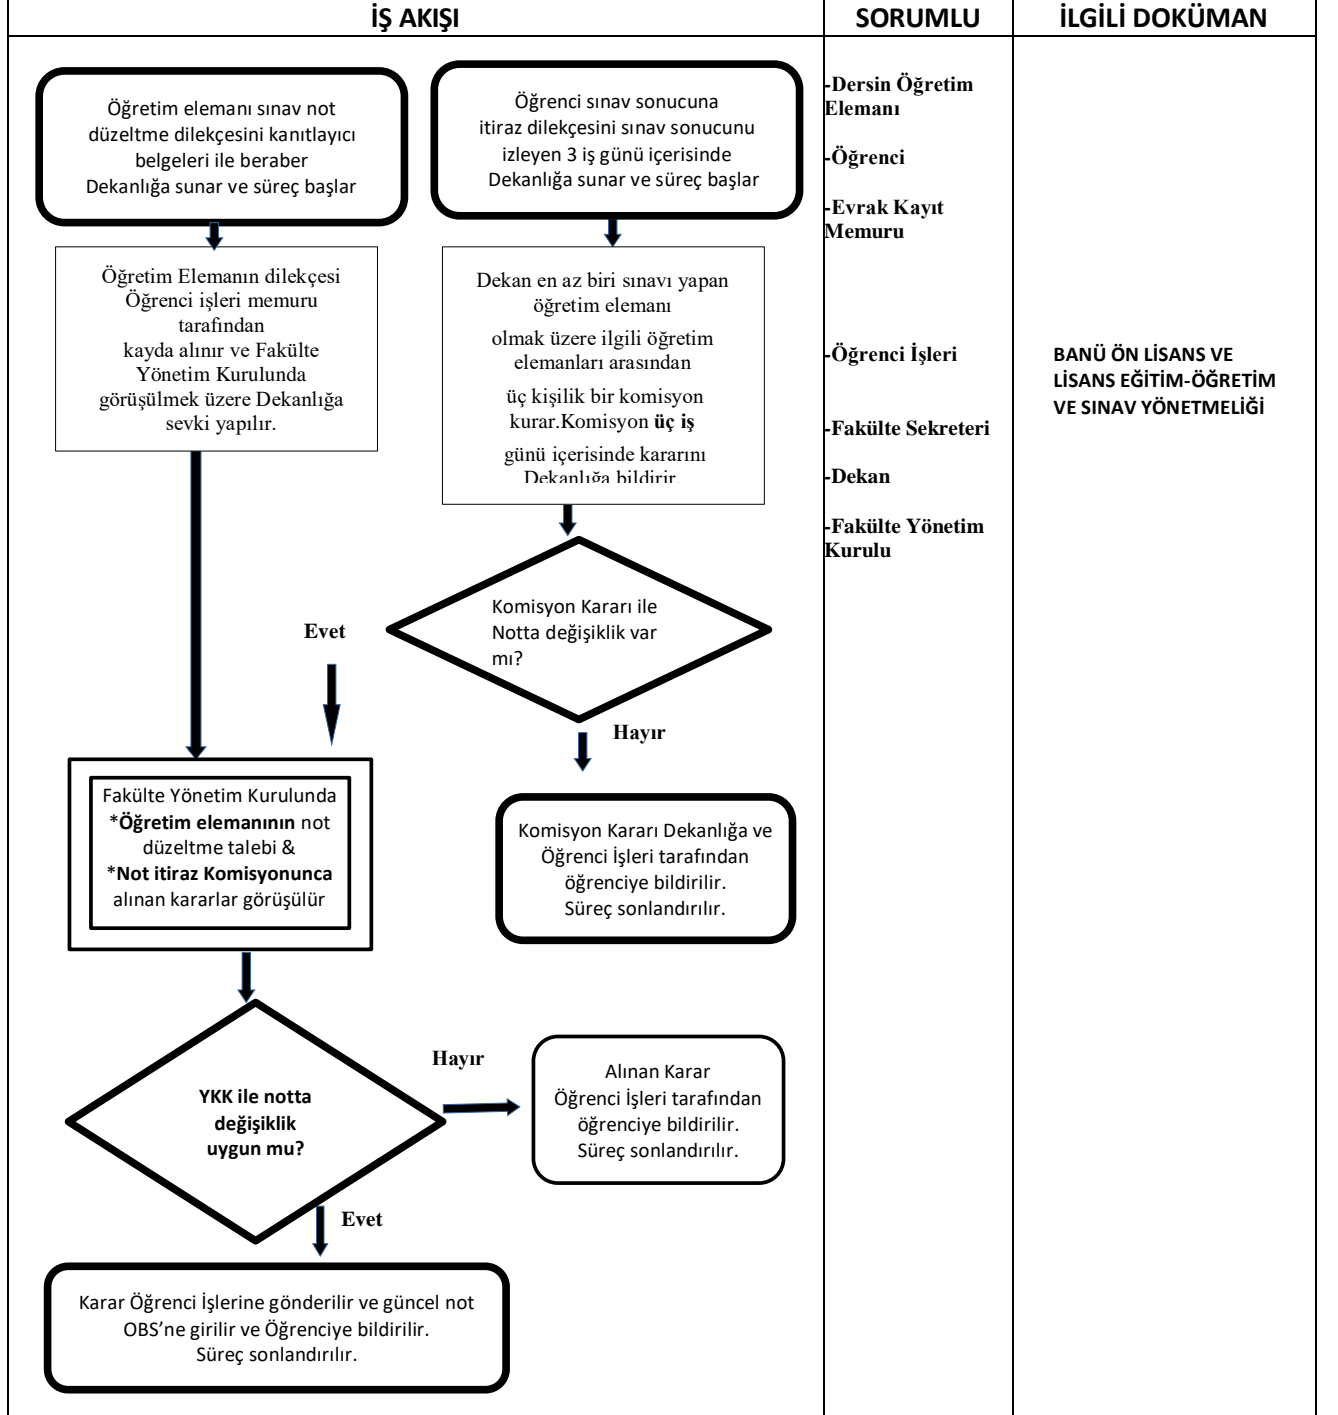 İŞ AKIŞI
SORUMLU
İLGİLİ DOKÜMAN
Öğretim elemanı sınav not
düzeltme dilekçesini kanıtlayıcı
belgeleri ile beraber
Dekanlığa sunar ve süreç başlar
Öğrenci sınav sonucuna
itiraz dilekçesini sınav sonucunu
izleyen 3 iş günü içerisinde
Dekanlığa sunar ve süreç başlar
Öğretim Elemanın dilekçesi
Öğrenci işleri memuru
tarafından
kayda alınır ve Fakülte
Yönetim Kurulunda
görüşülmek üzere Dekanlığa
sevki yapılır.
Dekan en az biri sınavı yapan
öğretim elemanı
olmak üzere ilgili öğretim
elemanları arasından
üç kişilik bir komisyon
kurar.Komisyon üç iş
günü içerisinde kararını
Dekanlığa bildirir.
Komisyon Kararı ile
Notta değişiklik var
mı?
Evet
Hayır
Fakülte Yönetim Kurulunda
*Öğretim elemanının not
düzeltme talebi &
*Not itiraz Komisyonunca
alınan kararlar görüşülür
Komisyon Kararı Dekanlığa ve
Öğrenci İşleri tarafından
öğrenciye bildirilir.
Süreç sonlandırılır.
YKK ile notta
değişiklik
uygun mu?
Hayır
Alınan Karar
Öğrenci İşleri tarafından
öğrenciye bildirilir.
Süreç sonlandırılır.
Evet
Karar Öğrenci İşlerine gönderilir ve güncel not
OBS’ne girilir ve Öğrenciye bildirilir.
Süreç sonlandırılır.
-Dersin Öğretim
Elemanı
-Öğrenci
-Evrak Kayıt
Memuru
-Öğrenci İşleri
-Fakülte Sekreteri
-Dekan
-Fakülte Yönetim
Kurulu
BANÜ ÖN LİSANS VE
LİSANS EĞİTİM-ÖĞRETİM
VE SINAV YÖNETMELİĞİ